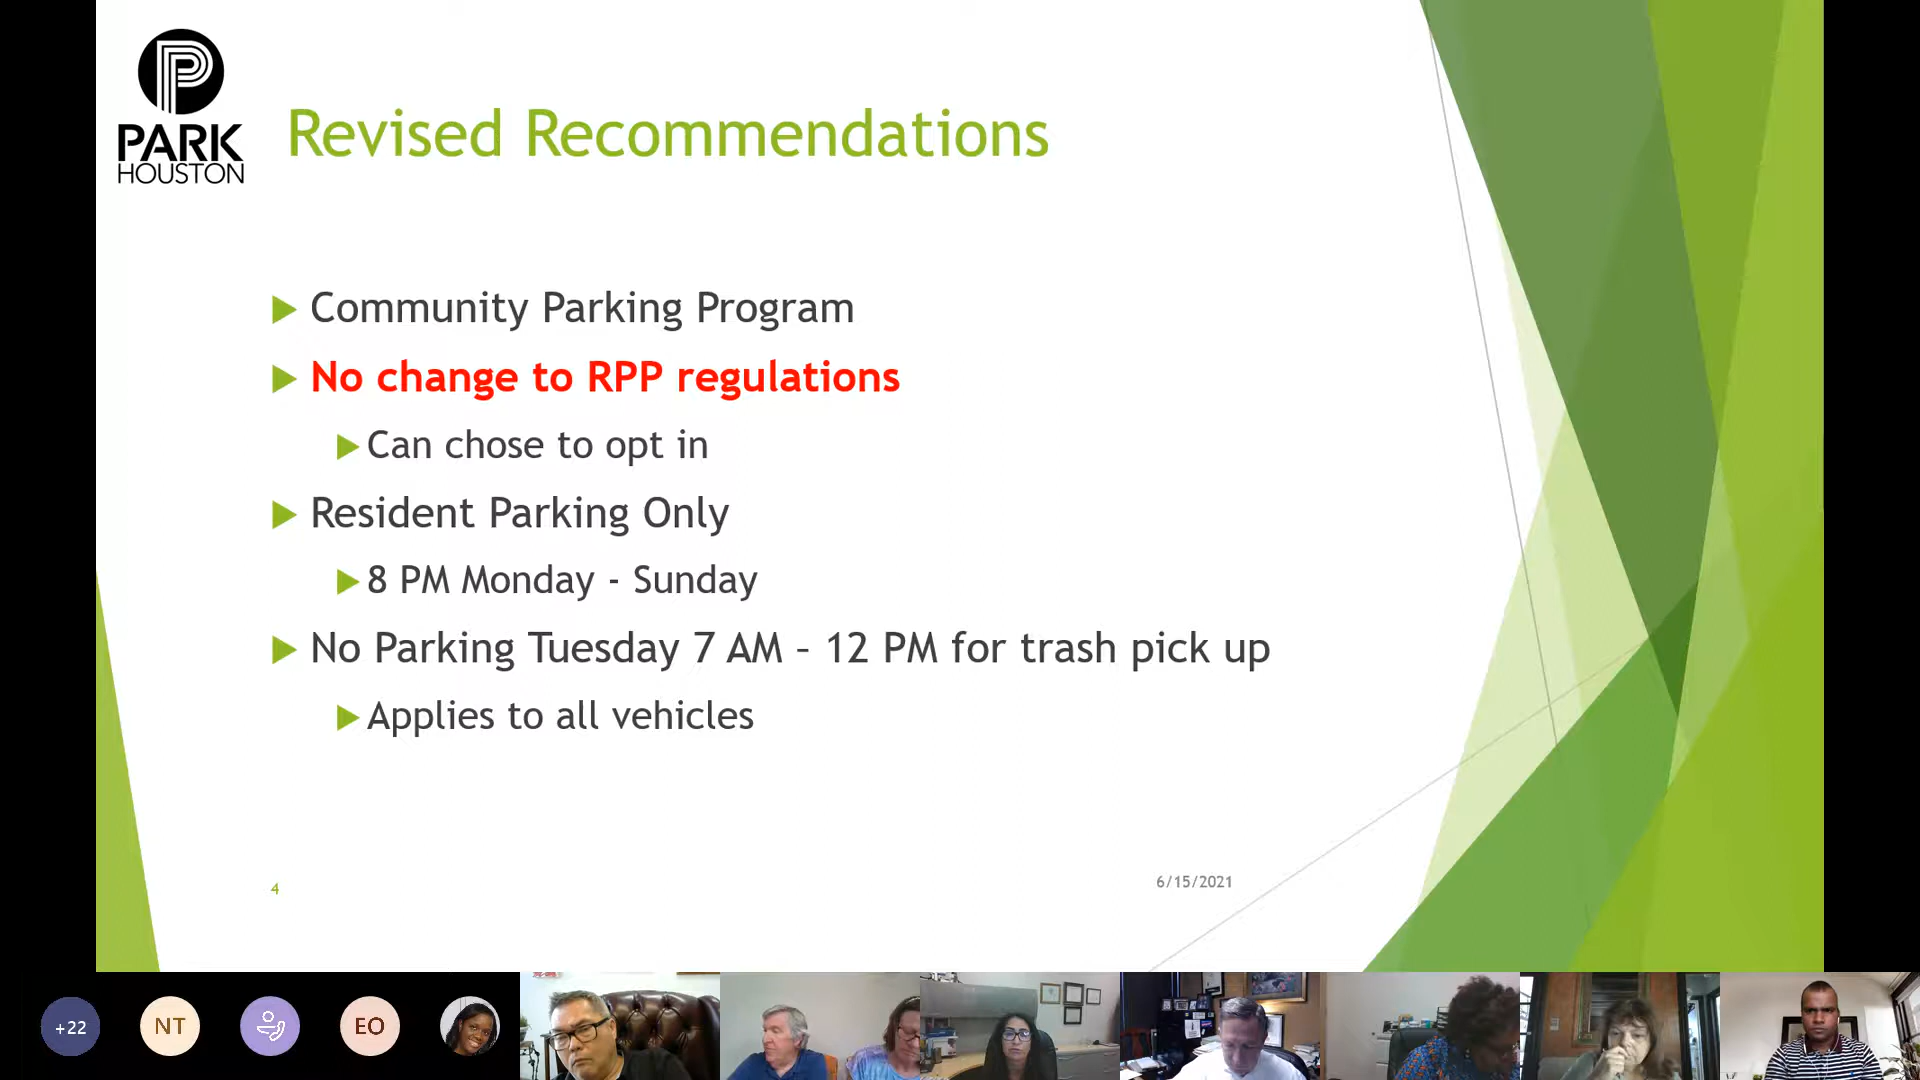 PARK
HOUSTON
Revised Recommendations
Community Parking Program
No change to RPP regulations
Can chose to opt in
Resident Parking Only
8 PM Monday - Sunday
No Parking Tuesday 7 AM – 12 PM for trash pick up
Applies to all vehicles
4
6/15/2021
+22
NT
EO